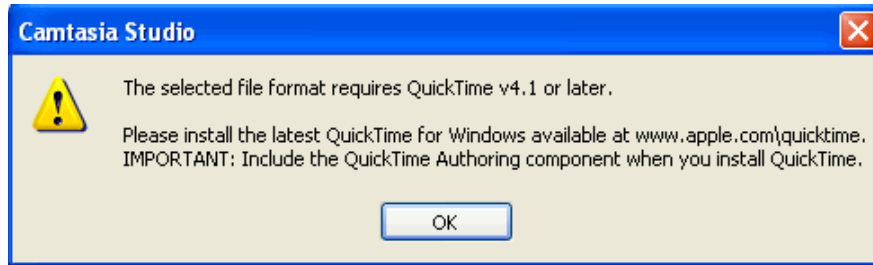 Camtasia Studio
The selected file format requires QuickTime v4.1 or later.
Please install the latest QuickTime for Windows available at www.apple.com\quicktime.
IMPORTANT: Include the QuickTime Authoring component when you install QuickTime.
OK